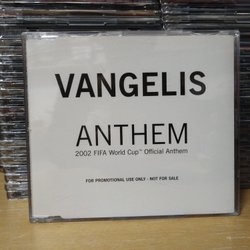 VANGELIS
ANTHEM
2002 FIFA World Cup™ Official Anthem
FOR PROMOTIONAL USE ONLY - NOT FOR SALE